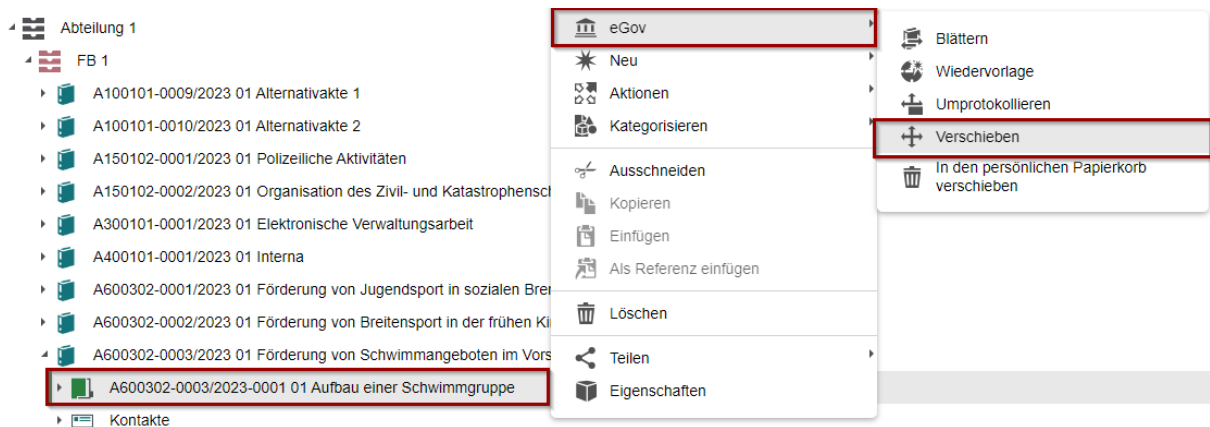 Abteilung 1
FB 1
A100101-0009/2023 01 Alternativakte 1
A100101-0010/2023 01 Alternativakte 2
A150102-0001/2023 01 Polizeiliche Aktivitäten
A150102-0002/2023 01 Organisation des Zivil- und Katastrophensch
A300101-0001/2023 01 Elektronische Verwaltungsarbeit
A400101-0001/2023 01 Interna
A600302-0001/2023 01 Förderung von Jugendsport in sozialen Bren
A600302-0002/2023 01 Förderung von Breitensport in der frühen Ki
A600302-0003/2023 01 Förderung von Schwimmangeboten im Vors
A600302-0003/2023-0001 01 Aufbau einer Schwimmgruppe
Kontakte
eGov
Neu
Aktionen
Kategorisieren
Ausschneiden
Kopieren
Einfügen
Als Referenz einfügen
Löschen
Teilen
Eigenschaften
Blättern
Wiedervorlage
Umprotokollieren
Verschieben
In den persönlichen Papierkorb
verschieben